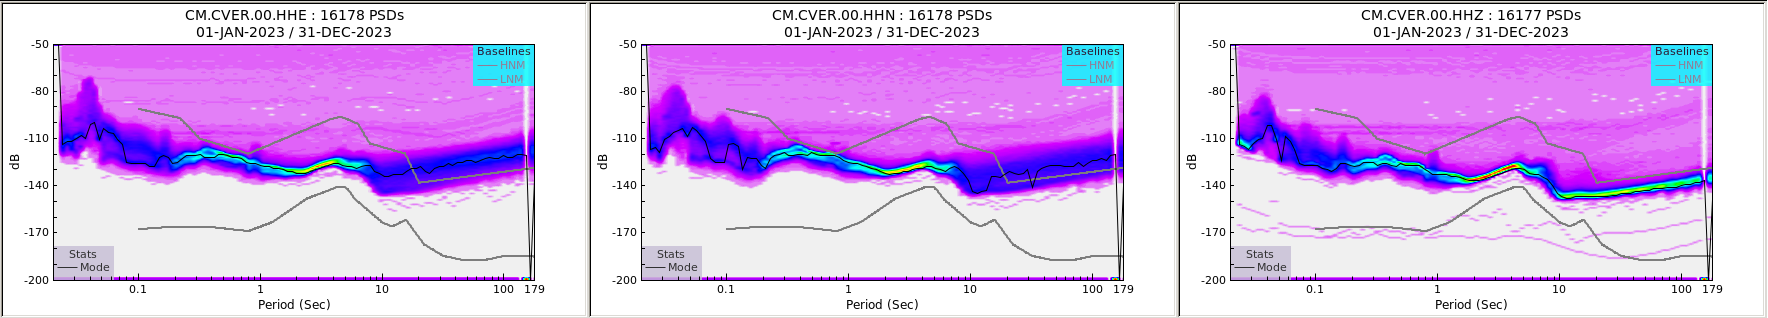 CM.CVER.00.HHE : 16178 PSDs
01-JAN-2023 / 31-DEC-2023
-50
-80
-110
-140
-170
-200
dB
Baselines
HNM
LNM
Stats
Mode
0.1
1
10
100
179
Period (Sec)
CM.CVER.00.HHN : 16178 PSDs
01-JAN-2023 / 31-DEC-2023
-50
-80
-110
-140
-170
-200
dB
Baselines
HNM
LNM
Stats
Mode
0.1
1
10
100
179
Period (Sec)
CM.CVER.00.HHZ : 16177 PSDs
01-JAN-2023 / 31-DEC-2023
-50
-80
-110
-140
-170
-200
dB
Baselines
HNM
LNM
Stats
Mode
0.1
1
10
100
179
Period (Sec)